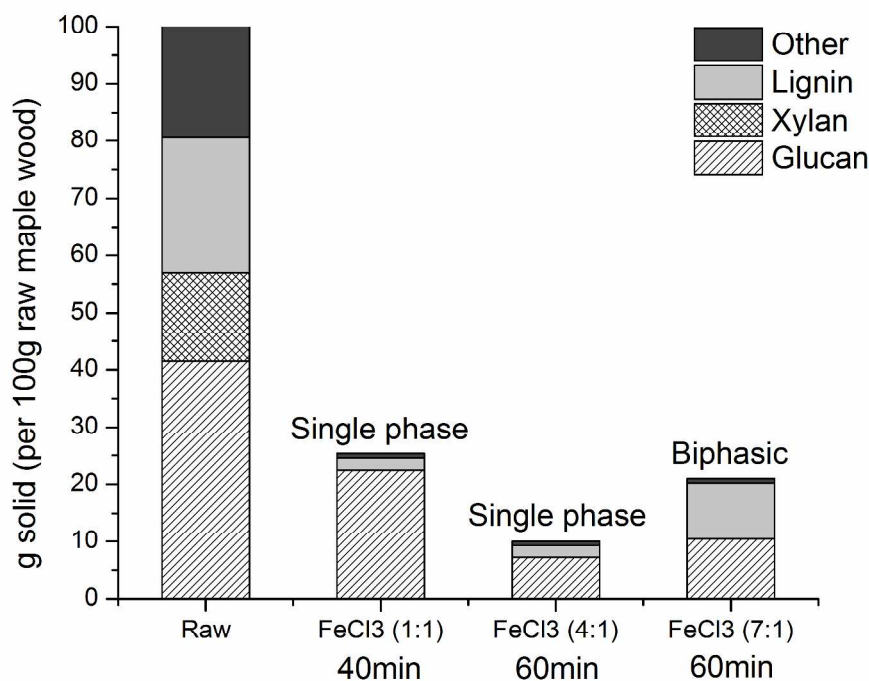 100
90
80
70
60
50
40
30
20
10
0
g solid (per 100g raw maple wood)
Other
Lignin
Xylan
Glucan
Single phase
Single phase
Biphasic
Raw
FeCl3 (1:1)
40min
FeCl3 (4:1)
60min
FeCl3 (7:1)
60min